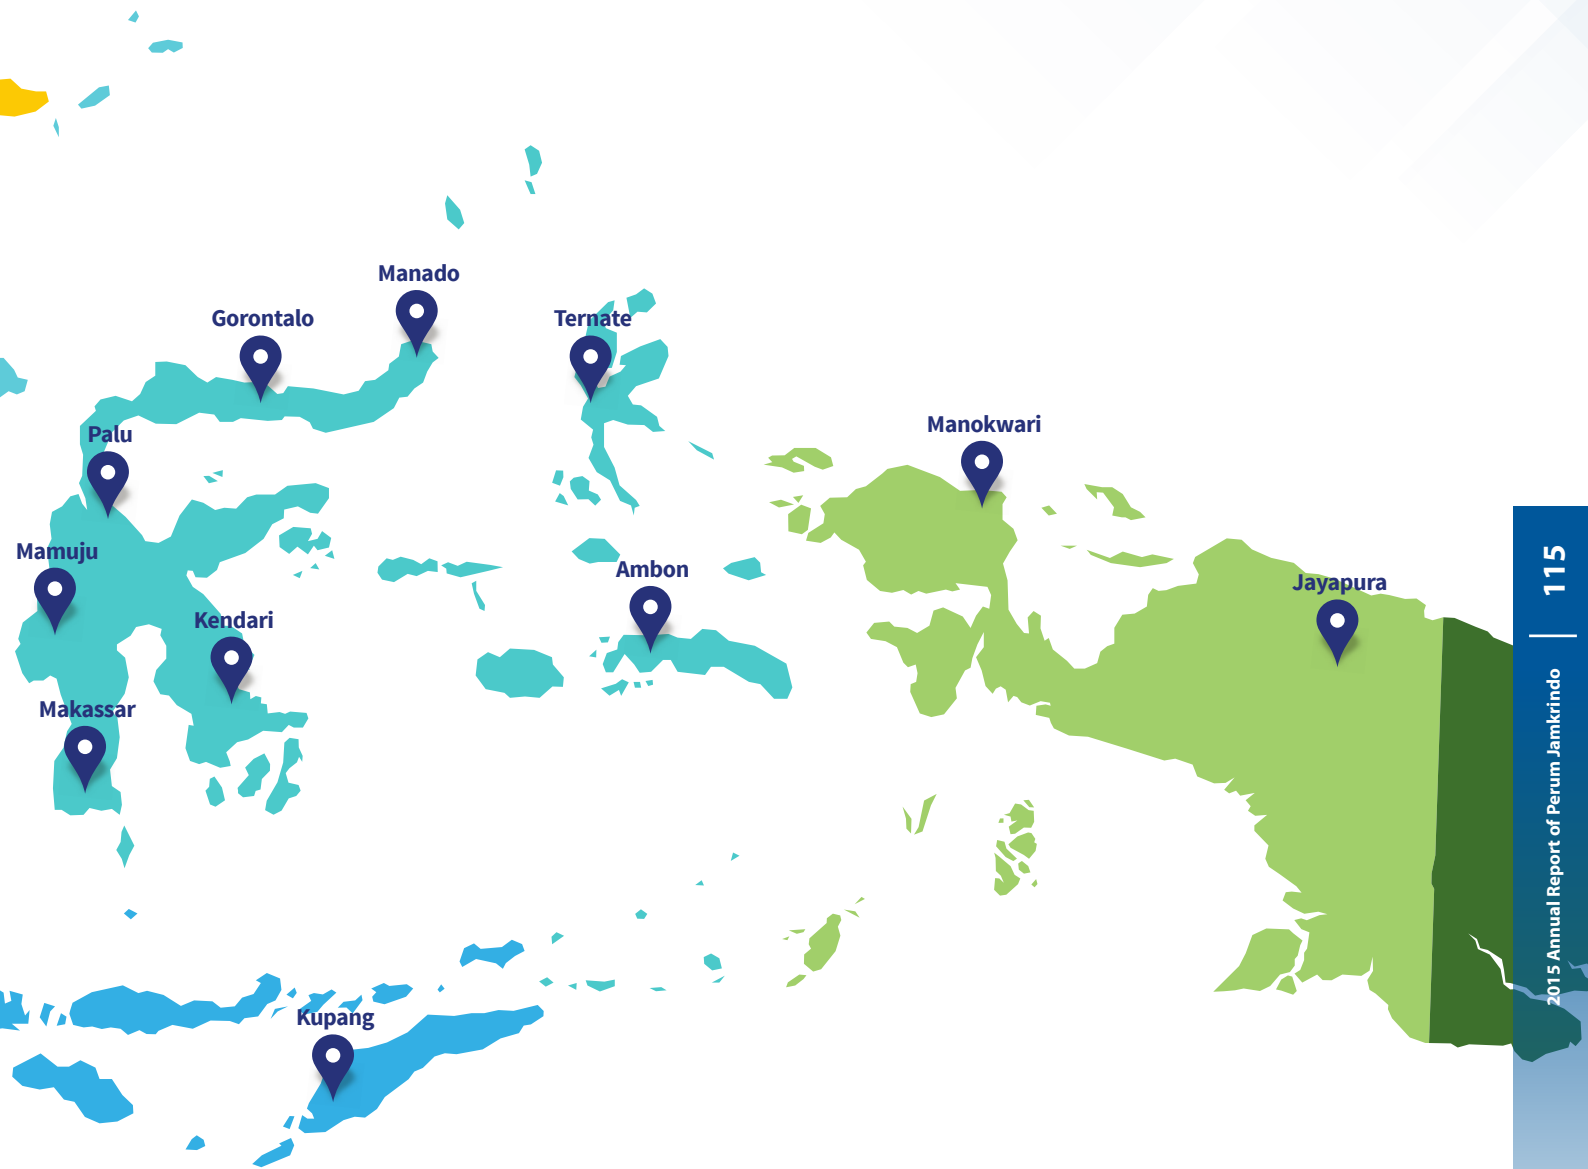 Manado
Gorontalo
Ternate
Manokwari
Palu
Mamuju
Ambon
Jayapura
Kendari
Makassar
Kupang
115
2015 Annual Report of Perum Jamkrindo